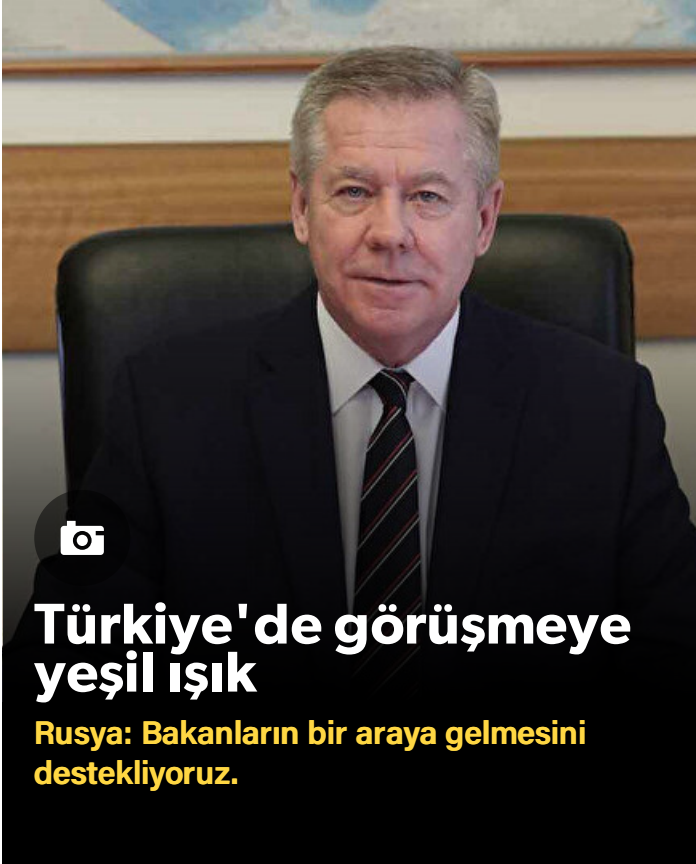 Türkiye'de görüşmeye
yeşil ışık
Rusya: Bakanların bir araya gelmesini
destekliyoruz.